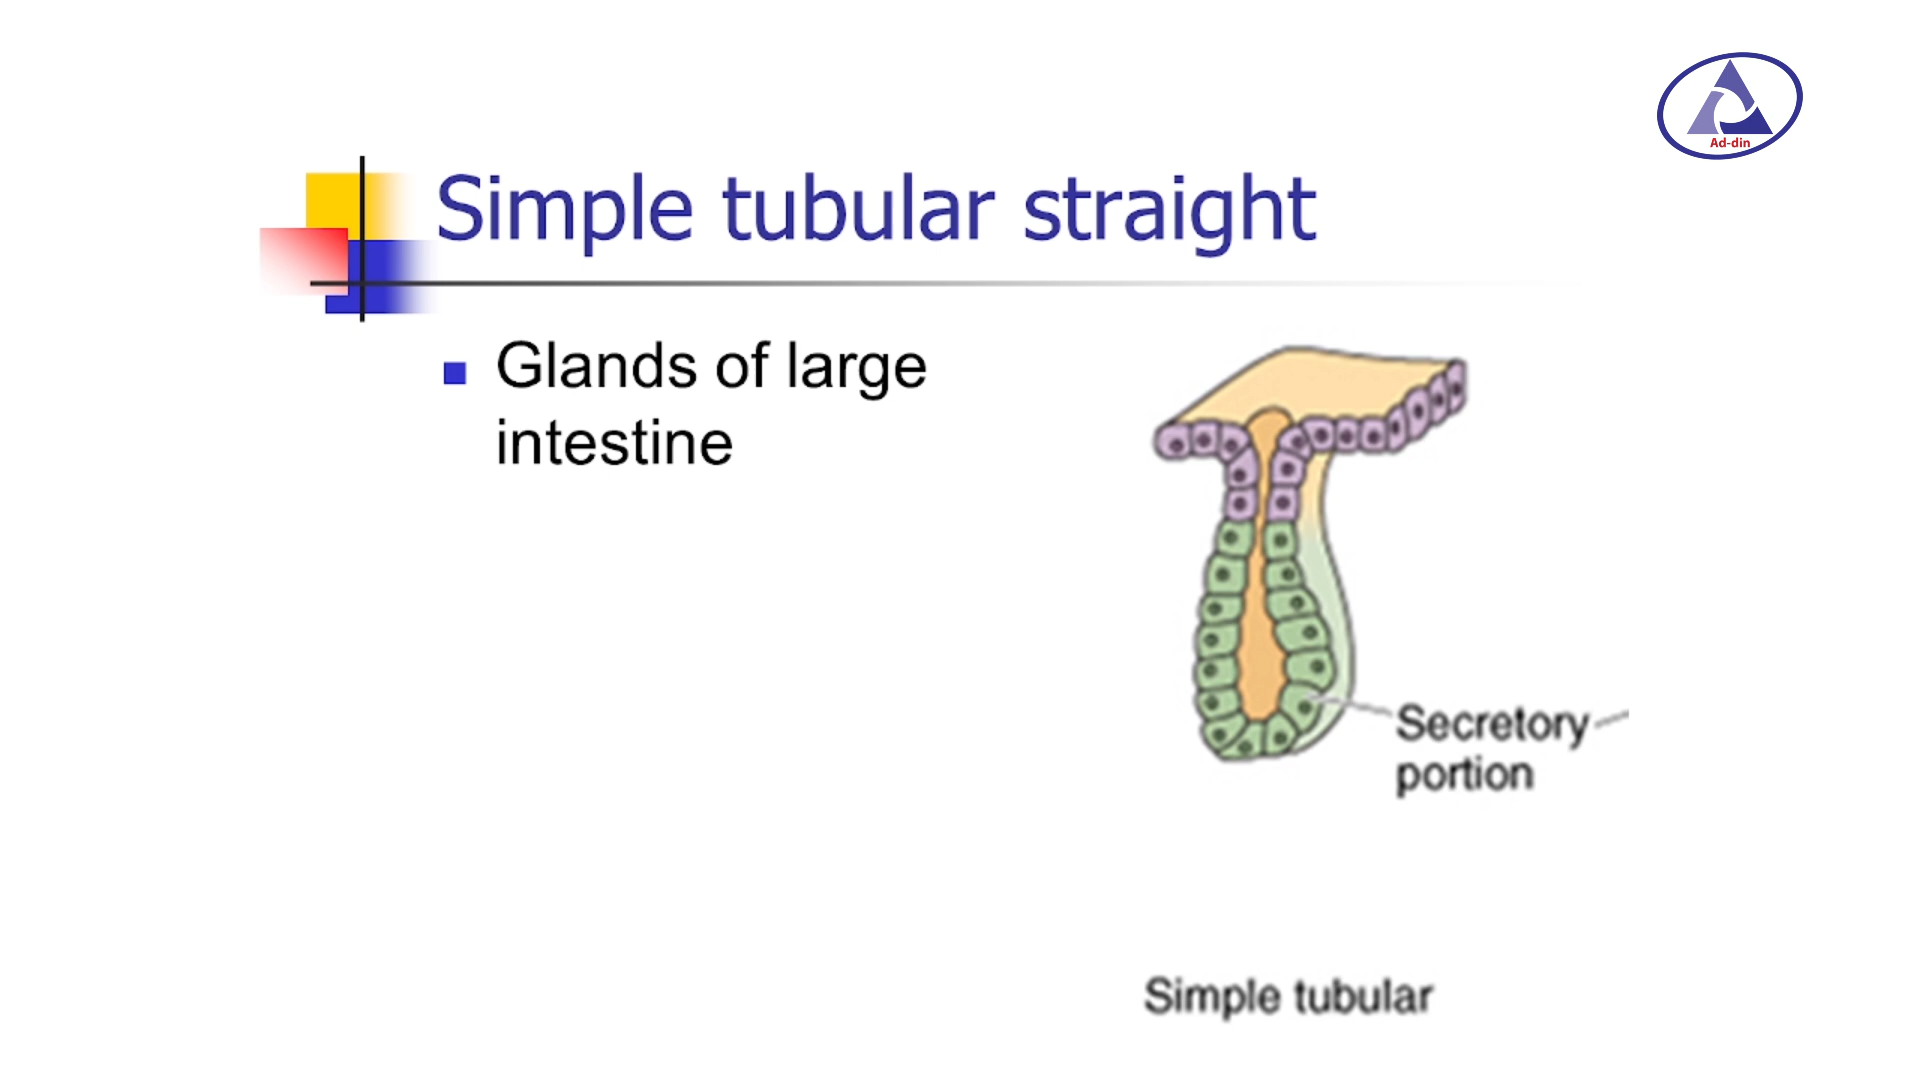 Ad-din
Simple tubular straight
Glands of large
intestine
Secretory
portion
Simple tubular